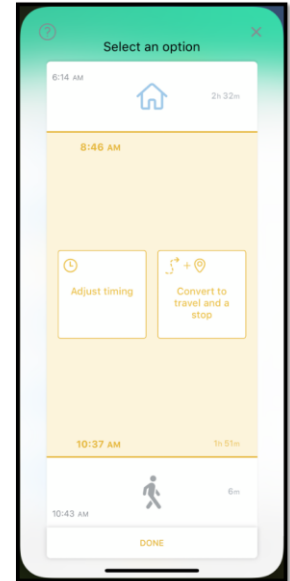 Select an option
6:14 AM
2h 32m
8:46 AM
Adjust timing
+
Convert to
travel and a
stop
10:37 AM
1h 51m
6m
10:43 AM
DONE